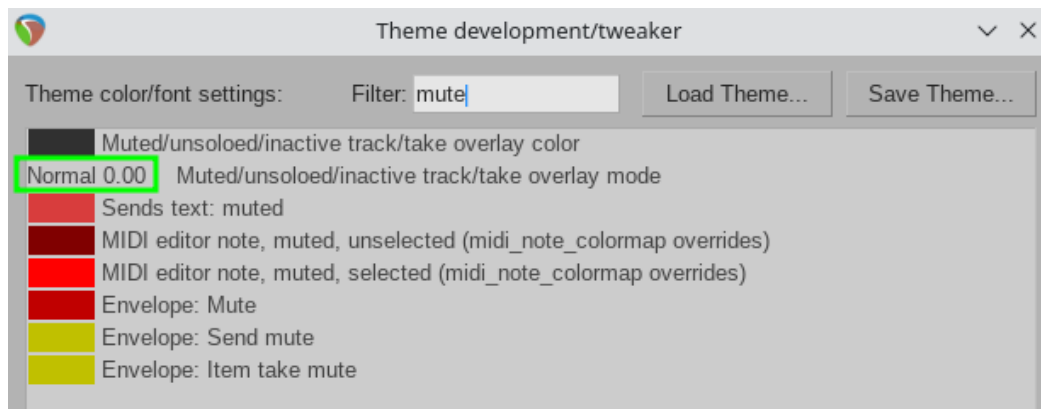 Theme development/tweaker
Theme color/font settings: Filter: mute Load Theme... Save Theme...
Muted/unsoloed/inactive track/take overlay color
Normal 0.00 Muted/unsoloed/inactive track/take overlay mode
Sends text: muted
MIDI editor note, muted, unselected (midi_note_colormap overrides)
MIDI editor note, muted, selected (midi_note_colormap overrides)
Envelope: Mute
Envelope: Send mute
Envelope: Item take mute